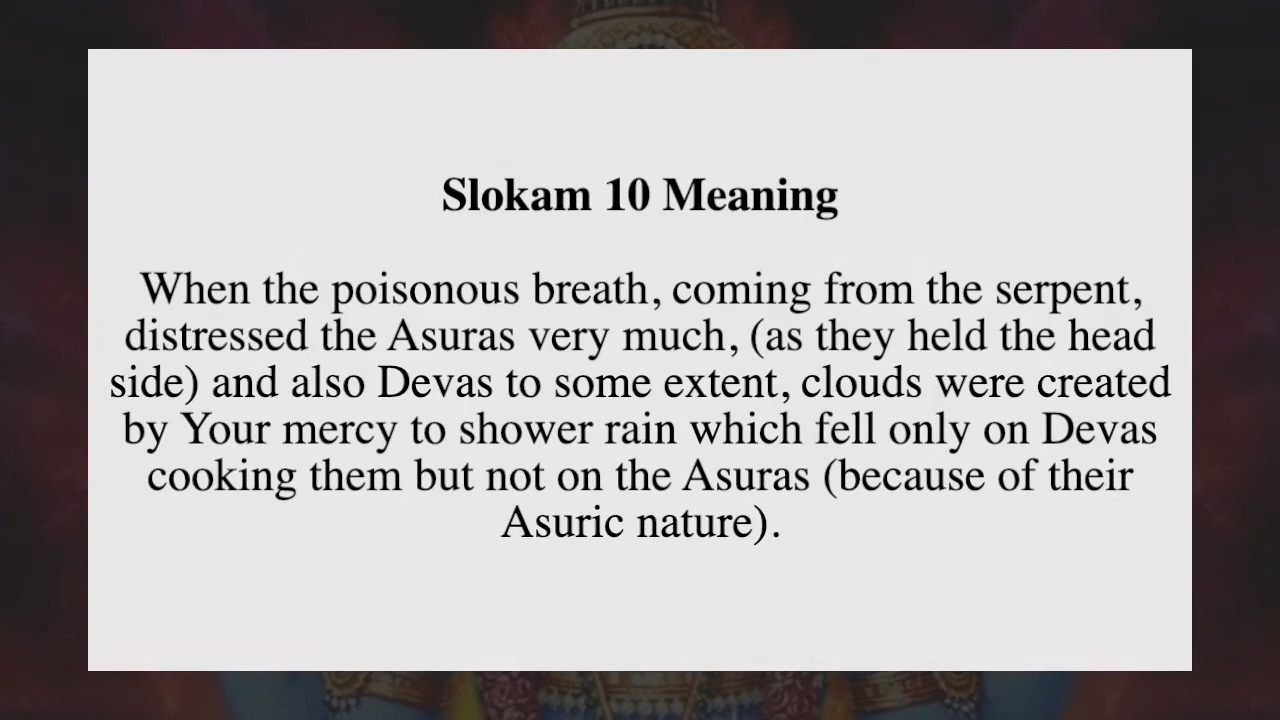 Slokam 10 Meaning
When the poisonous breath, coming from the serpent,
distressed the Asuras very much, (as they held the head
side) and also Devas to some extent, clouds were created
by Your mercy to shower rain which fell only on Devas
cooking them but not on the Asuras (because of their
Asuric nature).